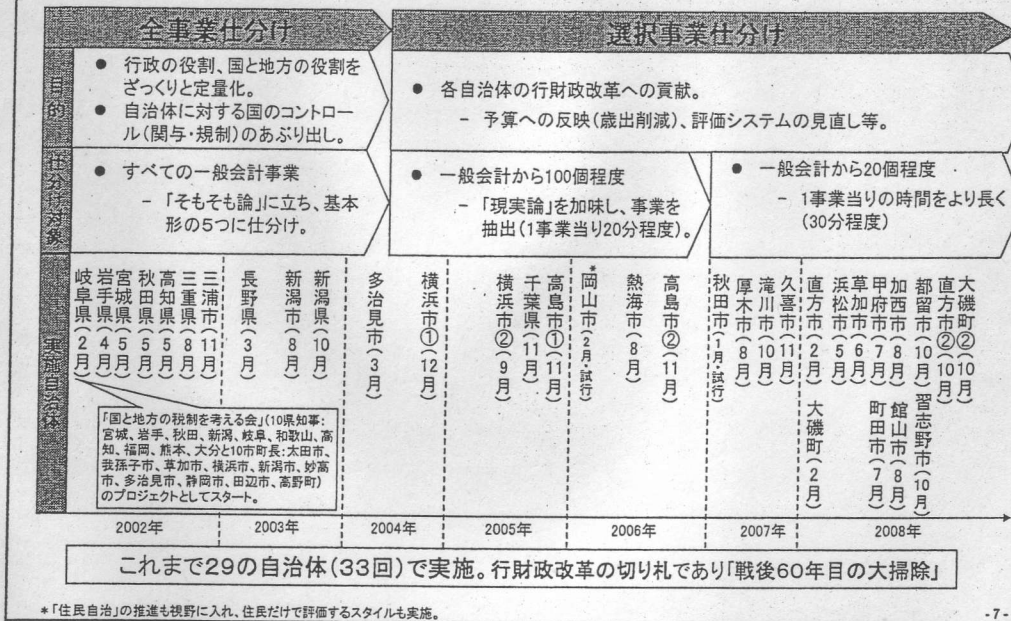 全事業仕分け
選択事業仕分け
目的
● 行政の役割、国と地方の役割を
ざっくりと定量化。
● 自治体に対する国のコントロー
ル(関与・規制)のあぶり出し。
● 各自治体の行財政改革への貢献。
− 予算への反映(歳出削減)、評価システムの見直し等。
仕分け対象
● すべての一般会計事業
− 「そもそも論」に立ち、基本
形の5つに仕分け。
● 一般会計から100個程度
− 「現実論」を加味し、事業を
抽出(1事業当り20分程度)。
● 一般会計から20個程度
− 1事業当りの時間をより長く
(30分程度)
実施自治体
岐阜県(2月)
岩手県(4月)
宮城県(5月)
秋田県(5月)
高知県(5月)
三重県(8月)
三浦市(11月)
長野県(3月)
新潟市(8月)
新潟県(10月)
多治見市(3月)
横浜市①(12月)
横浜市②(9月)
千葉県(11月)
高島市①(11月)
*岡山市(2月・試行)
熱海市(8月)
高島市②(11月)
秋田市(1月・試行)
厚木市(8月)
滝川市(10月)
久喜市(11月)
直方市(2月)
大磯町(2月)
浜松市(5月)
草加市(6月)
甲府市(7月)
町田市(7月)
加西市(8月)
館山市(8月)
都留市(10月)
習志野市(10月)
直方市②(10月)
大磯町②(10月)
「国と地方の税制を考える会」(10県知事:
宮城、岩手、秋田、新潟、岐阜、和歌山、高
知、福岡、熊本、大分と10市町長:太田市、
我孫子市、草加市、横浜市、新潟市、妙高
市、多治見市、静岡市、田辺市、高野町)
のプロジェクトとしてスタート。
2002年
2003年
2004年
2005年
2006年
2007年
2008年
これまで29の自治体(33回)で実施。行財政改革の切り札であり「戦後60年目の大掃除」
*「住民自治」の推進も視野に入れ、住民だけで評価するスタイルも実施。
-7-